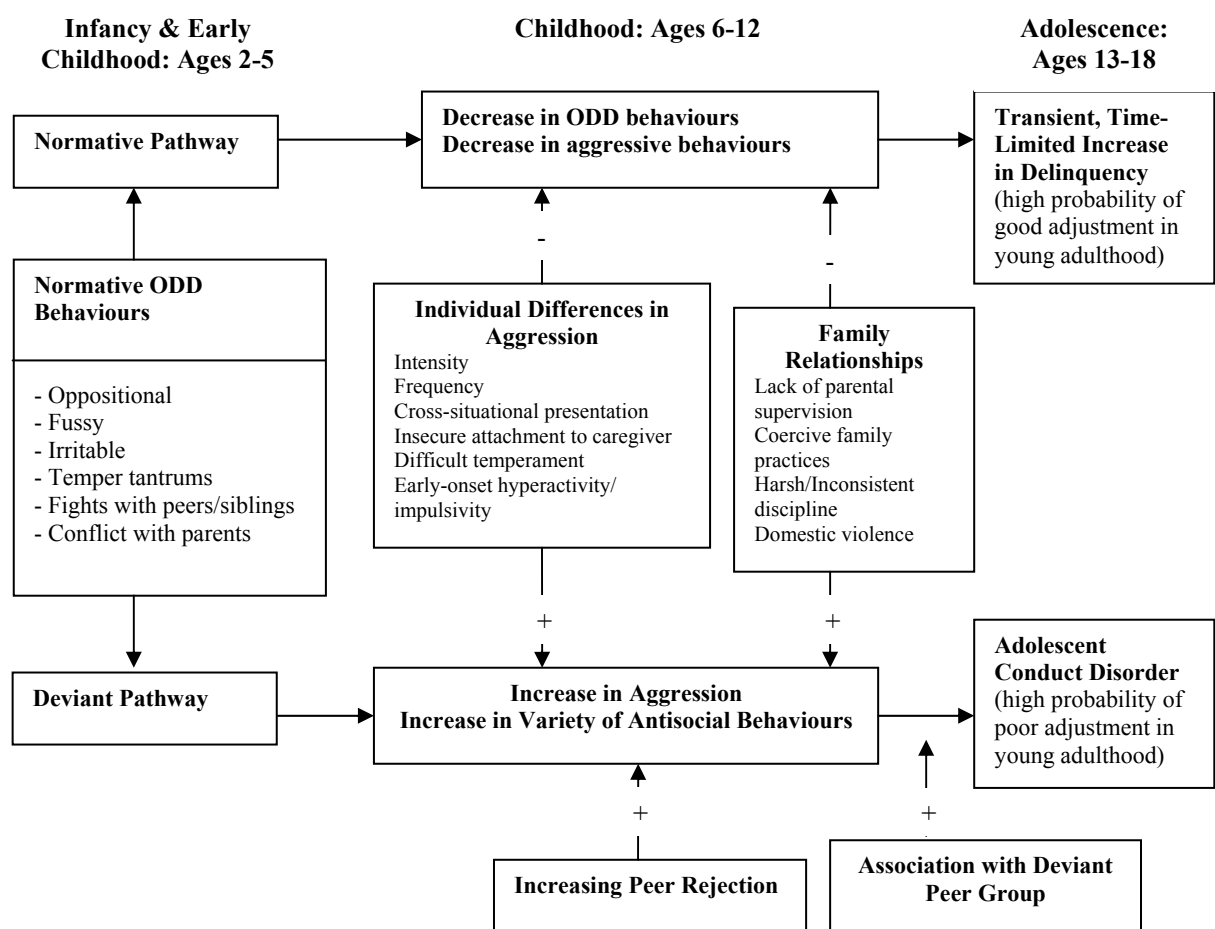 Infancy & Early
Childhood: Ages 2-5
Childhood: Ages 6-12
Adolescence:
Ages 13-18
Normative Pathway
Decrease in ODD behaviours
Decrease in aggressive behaviours
Transient, Time-
Limited Increase
in Delinquency
(high probability of
good adjustment in
young adulthood)
-
-
Normative ODD
Behaviours
- Oppositional
- Fussy
- Irritable
- Temper tantrums
- Fights with peers/siblings
- Conflict with parents
Individual Differences in
Aggression
Intensity
Frequency
Cross-situational presentation
Insecure attachment to caregiver
Difficult temperament
Early-onset hyperactivity/
impulsivity
Family
Relationships
Lack of parental
supervision
Coercive family
practices
Harsh/Inconsistent
discipline
Domestic violence
+
+
Deviant Pathway
Increase in Aggression
Increase in Variety of Antisocial Behaviours
Adolescent
Conduct Disorder
(high probability of
poor adjustment in
young adulthood)
+
+
Increasing Peer Rejection
Association with Deviant
Peer Group